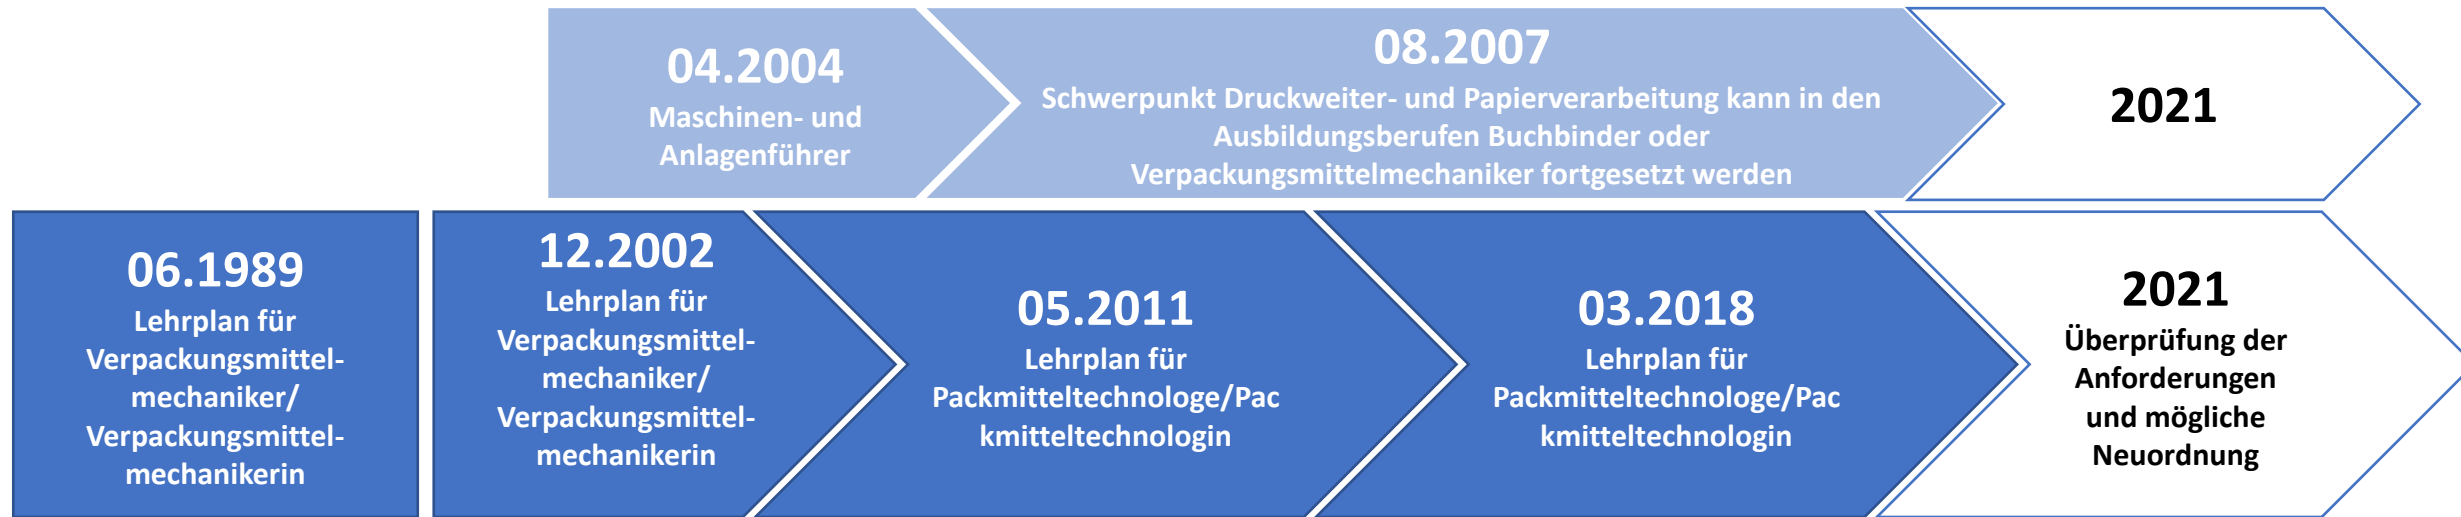 04.2004
Maschinen- und
Anlagenführer
08.2007
Schwerpunkt Druckweiter- und Papierverarbeitung kann in den
Ausbildungsberufen Buchbinder oder
Verpackungsmittelmechaniker fortgesetzt werden
2021
06.1989
Lehrplan für
Verpackungsmittel-
mechaniker/
Verpackungsmittel-
mechanikerin
12.2002
Lehrplan für
Verpackungsmittel-
mechaniker/
Verpackungsmittel-
mechanikerin
05.2011
Lehrplan für
Packmitteltechnologe/Pac
kmitteltechnologin
03.2018
Lehrplan für
Packmitteltechnologe/Pac
kmitteltechnologin
2021
Überprüfung der
Anforderungen
und mögliche
Neuordnung